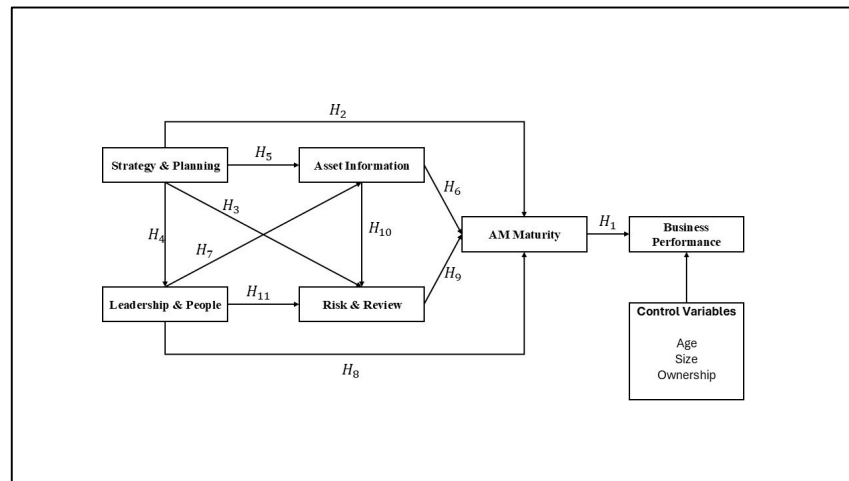 H₂
Strategy & Planning
H₅
Asset Information
H₃
H₆
H₄
H₇
H₁₀
AM Maturity
H₁
Business
Performance
H₉
Leadership & People
H₁₁
Risk & Review
H₈
Control Variables
Age
Size
Ownership